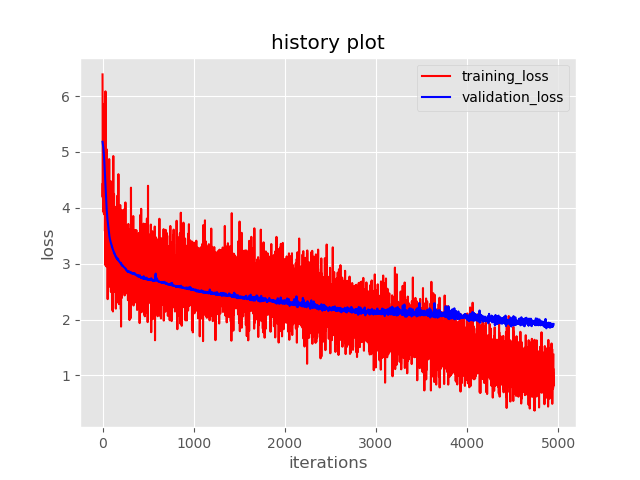 history plot
training_loss
validation_loss
6
5
4
3
2
1
loss
0 1000 2000 3000 4000 5000
iterations